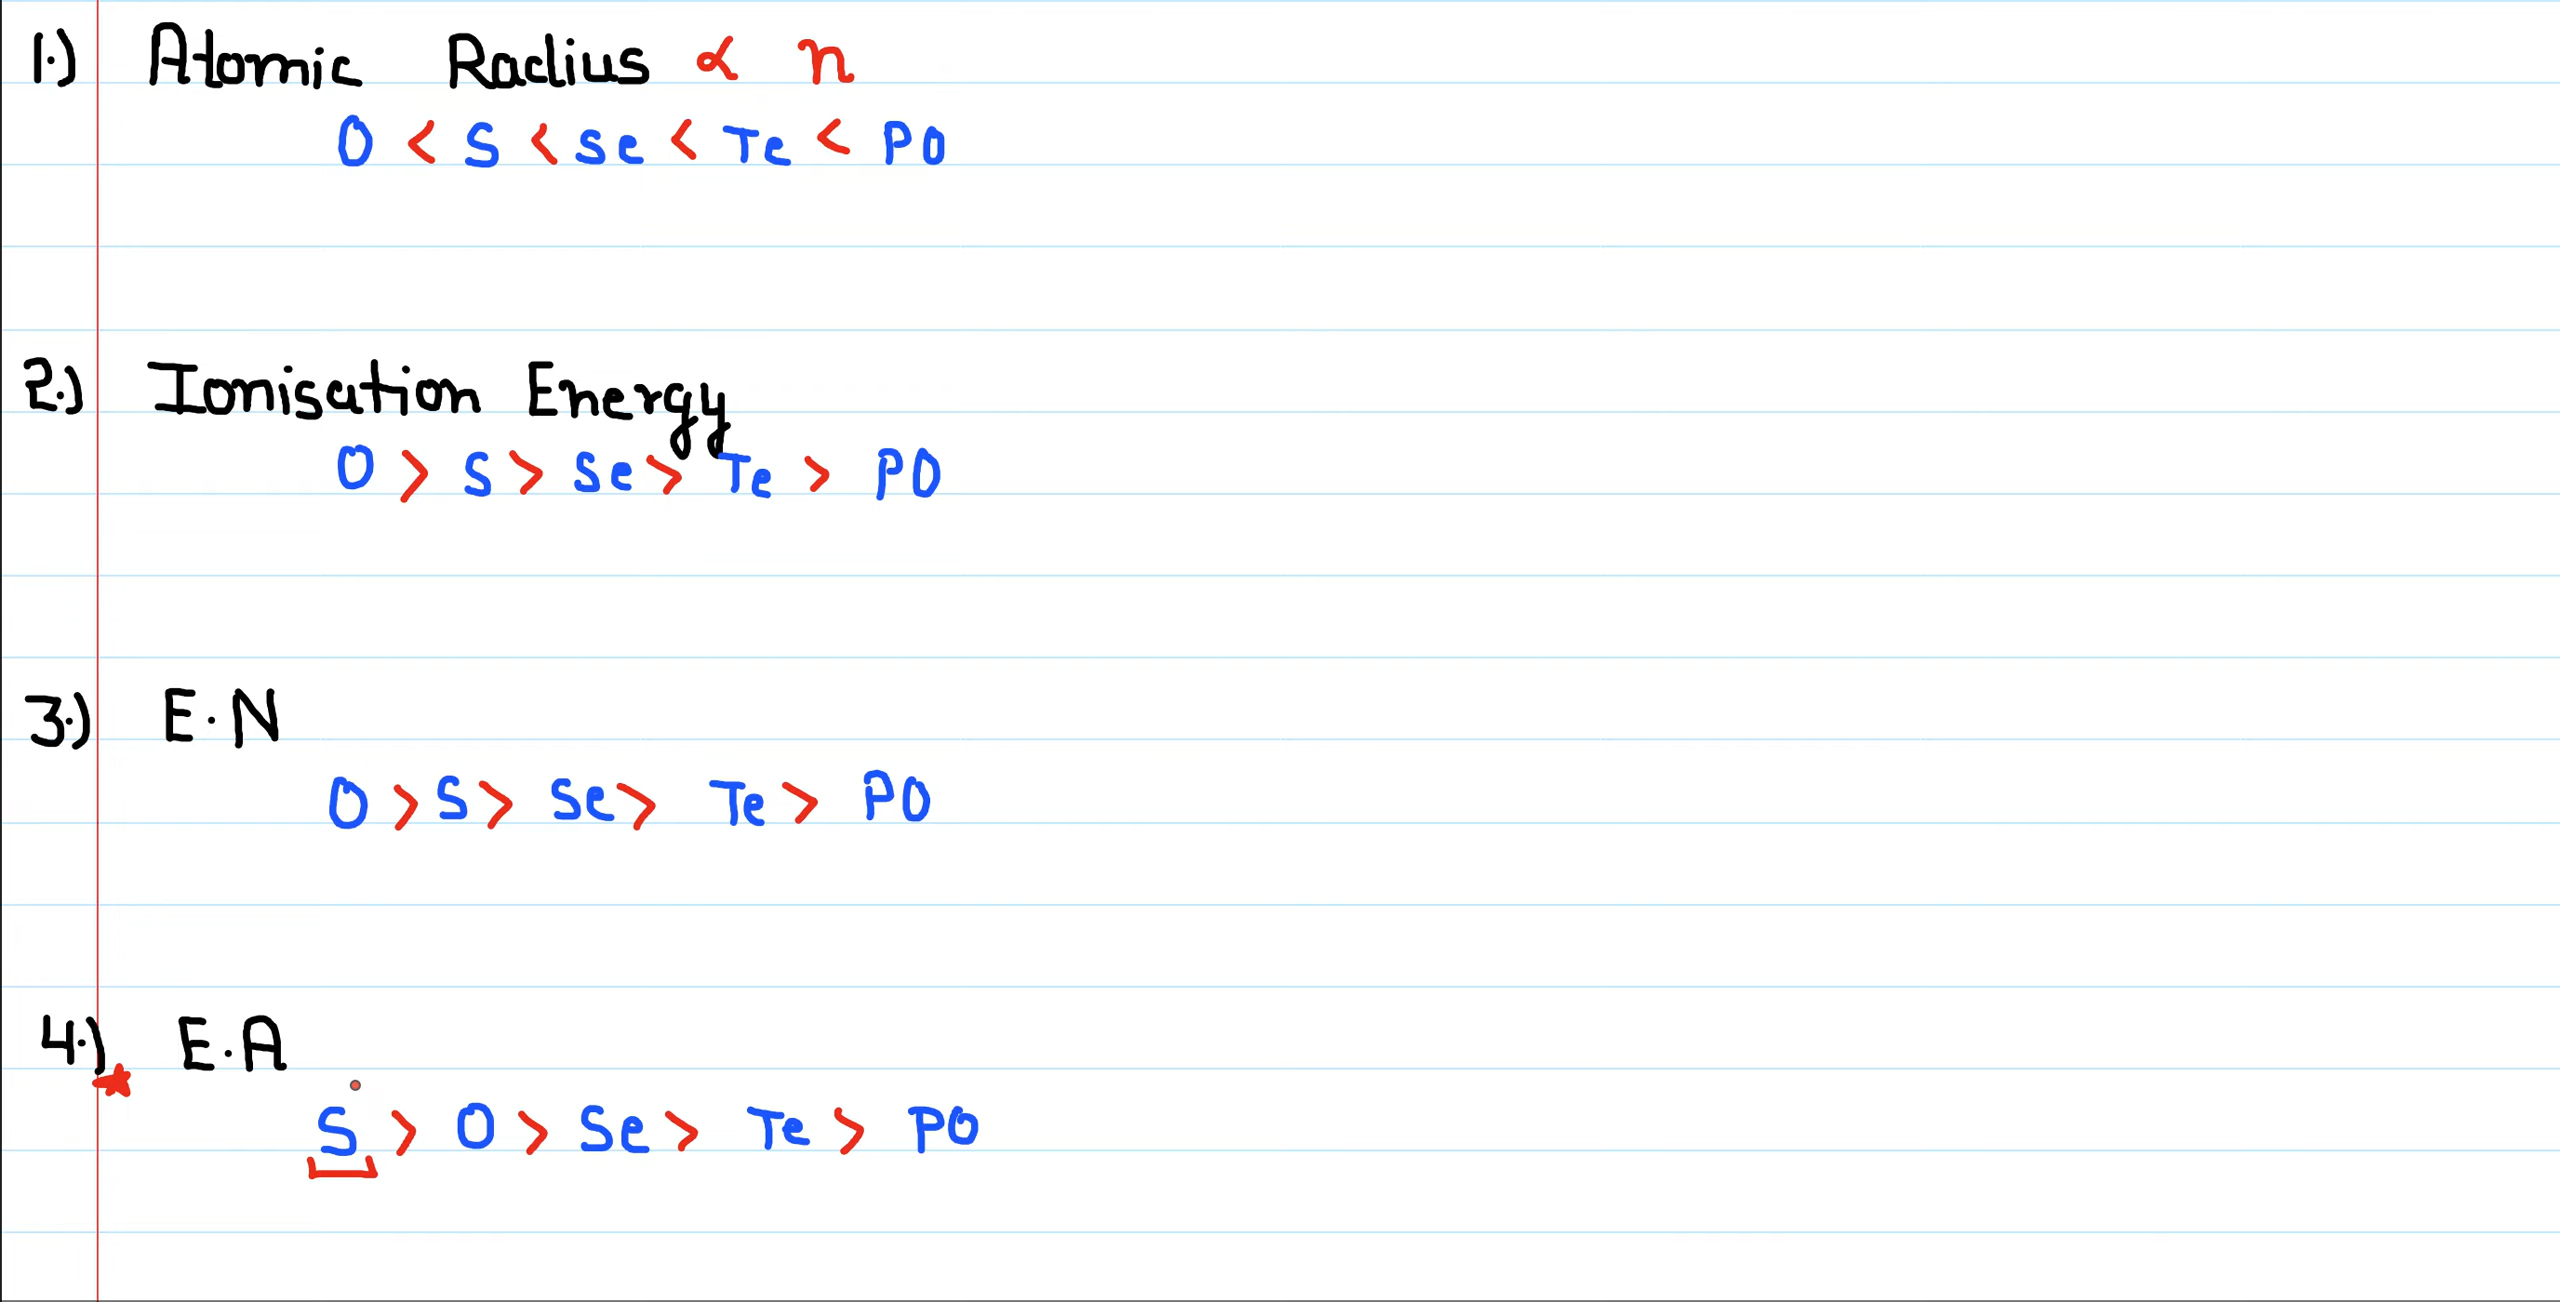 1.) Atomic Radius ∝ n
O < S < Se < Te < PO
2.) Ionisation Energy
O > S > Se > Te > PO
3.) E.N
O > S > Se > Te > PO
4.) E.A
S > O > Se > Te > PO